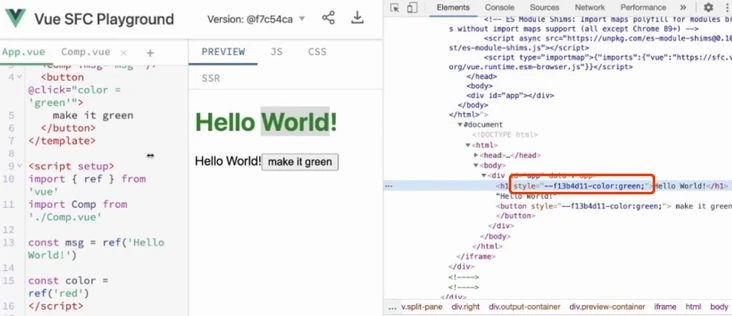 Vue SFC Playground
Version: @f7c54ca
App.vue
Comp.vue
PREVIEW
JS
CSS
SSR
4
<button
@click="color =
'green'">
5
make it green
6
</button>
7
</template>
8
9
<script setup>
10
import { ref } from
'vue'
11
import Comp from
'./Comp.vue'
12
13
const msg = ref('Hello
World!')
14
15
const color =
ref('red')
16
</script>
Hello World!
Hello World! make it green
Elements
Console
Sources
Network
Performance
»
<!-- ES Module Shims: Import maps polyfill for modules br
s without import maps support (all except Chrome 89+) -->
<script async src="https://unpkg.com/es-module-shims@0.10
st/es-module-shims.js"></script>
<script type="importmap">{"imports":{"vue":"https://sfc.v
org/vue.runtime.esm-browser.js"}}</script>
</head>
<body>
<div id="app"></div>
</body>
</html>">
#document
<!DOCTYPE html>
<html>
<head>…</head>
<body>
<h1 style="--f13b4d11-color:green;">Hello World!</h1>
"Hello World!"
<button style="--f13b4d11-color:green;"> make it green
</button>
</div>
</body>
</html>
</iframe>
</div>
<!---->
<!---->
</div>
v.split-pane
div.right
div.output-container
div.preview-container
iframe
html
body